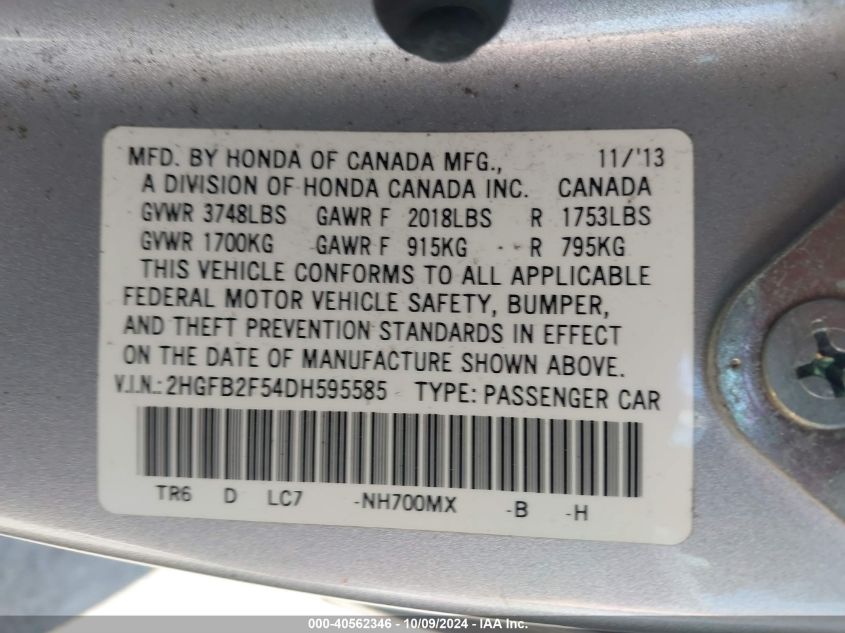 MFD. BY HONDA OF CANADA MFG., 11/'13
A DIVISION OF HONDA CANADA INC. CANADA
GVWR 3748LBS GAWR F 2018LBS R 1753LBS
GVWR 1700KG GAWR F 915KG R 795KG
THIS VEHICLE CONFORMS TO ALL APPLICABLE
FEDERAL MOTOR VEHICLE SAFETY, BUMPER,
AND THEFT PREVENTION STANDARDS IN EFFECT
ON THE DATE OF MANUFACTURE SHOWN ABOVE.
V.I.N.: 2HGFB2F54DH595585 TYPE: PASSENGER CAR
TR6 D LC7 -NH700MX -B -H
000-40562346 - 10/09/2024 - IAA Inc.